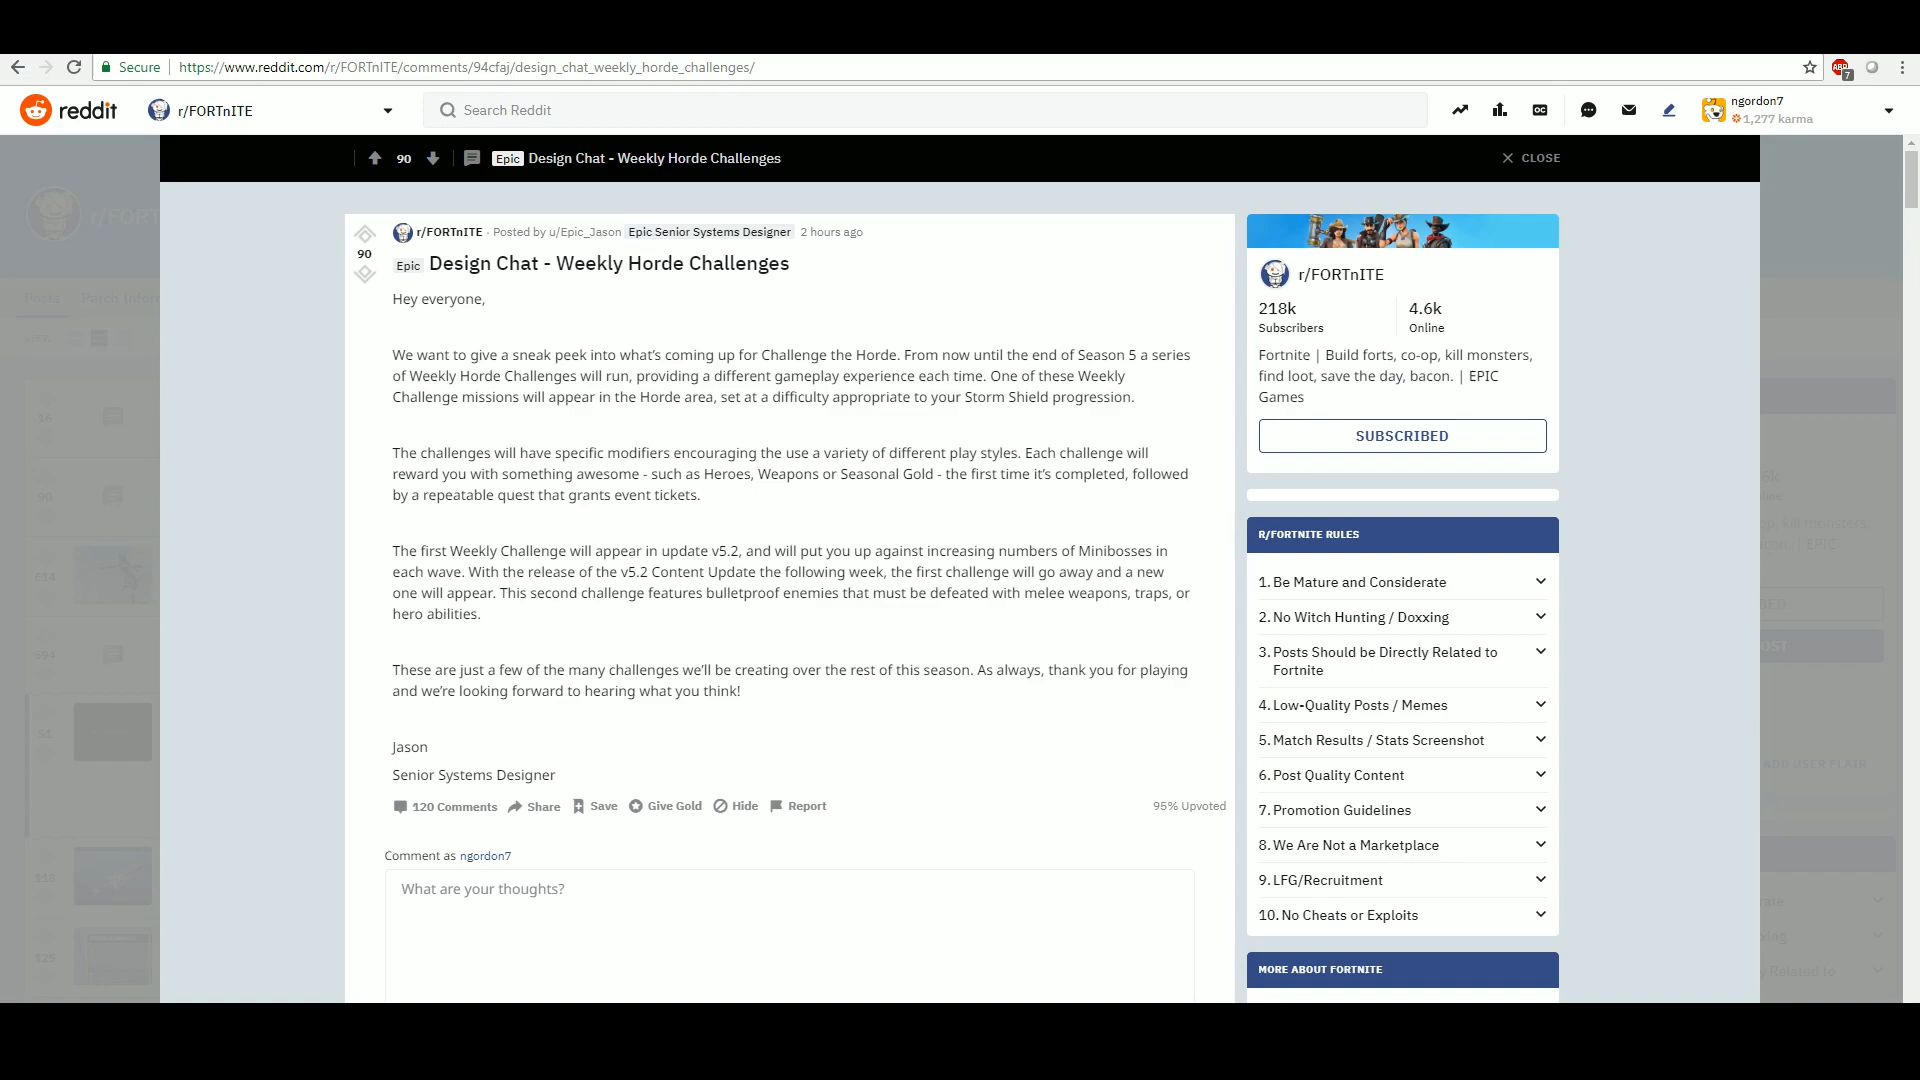 Secure
https://www.reddit.com/r/FORTnITE/comments/94cfaj/design_chat_weekly_horde_challenges/
ABP
7
reddit
r/FORTnITE
Search Reddit
ngordon7
1,277 karma
90
Epic Design Chat - Weekly Horde Challenges
CLOSE
90
r/FORTnITE · Posted by u/Epic_Jason Epic Senior Systems Designer 2 hours ago
Epic Design Chat - Weekly Horde Challenges
Hey everyone,
We want to give a sneak peek into what's coming up for Challenge the Horde. From now until the end of Season 5 a series
of Weekly Horde Challenges will run, providing a different gameplay experience each time. One of these Weekly
Challenge missions will appear in the Horde area, set at a difficulty appropriate to your Storm Shield progression.
The challenges will have specific modifiers encouraging the use a variety of different play styles. Each challenge will
reward you with something awesome - such as Heroes, Weapons or Seasonal Gold - the first time it's completed, followed
by a repeatable quest that grants event tickets.
The first Weekly Challenge will appear in update v5.2, and will put you up against increasing numbers of Minibosses in
each wave. With the release of the v5.2 Content Update the following week, the first challenge will go away and a new
one will appear. This second challenge features bulletproof enemies that must be defeated with melee weapons, traps, or
hero abilities.
These are just a few of the many challenges we'll be creating over the rest of this season. As always, thank you for playing
and we're looking forward to hearing what you think!
Jason
Senior Systems Designer
120 Comments Share Save Give Gold Hide Report 95% Upvoted
Comment as ngordon7
What are your thoughts?
r/FORTnITE
218k 4.6k
Subscribers Online
Fortnite | Build forts, co-op, kill monsters,
find loot, save the day, bacon. | EPIC
Games
SUBSCRIBED
R/FORTNITE RULES
1. Be Mature and Considerate
2. No Witch Hunting / Doxxing
3. Posts Should be Directly Related to
Fortnite
4. Low-Quality Posts / Memes
5. Match Results / Stats Screenshot
6. Post Quality Content
7. Promotion Guidelines
8. We Are Not a Marketplace
9. LFG/Recruitment
10. No Cheats or Exploits
MORE ABOUT FORTNITE
r/FORT
Posts
VIEW
90
614
694
ADD USER FLAIR